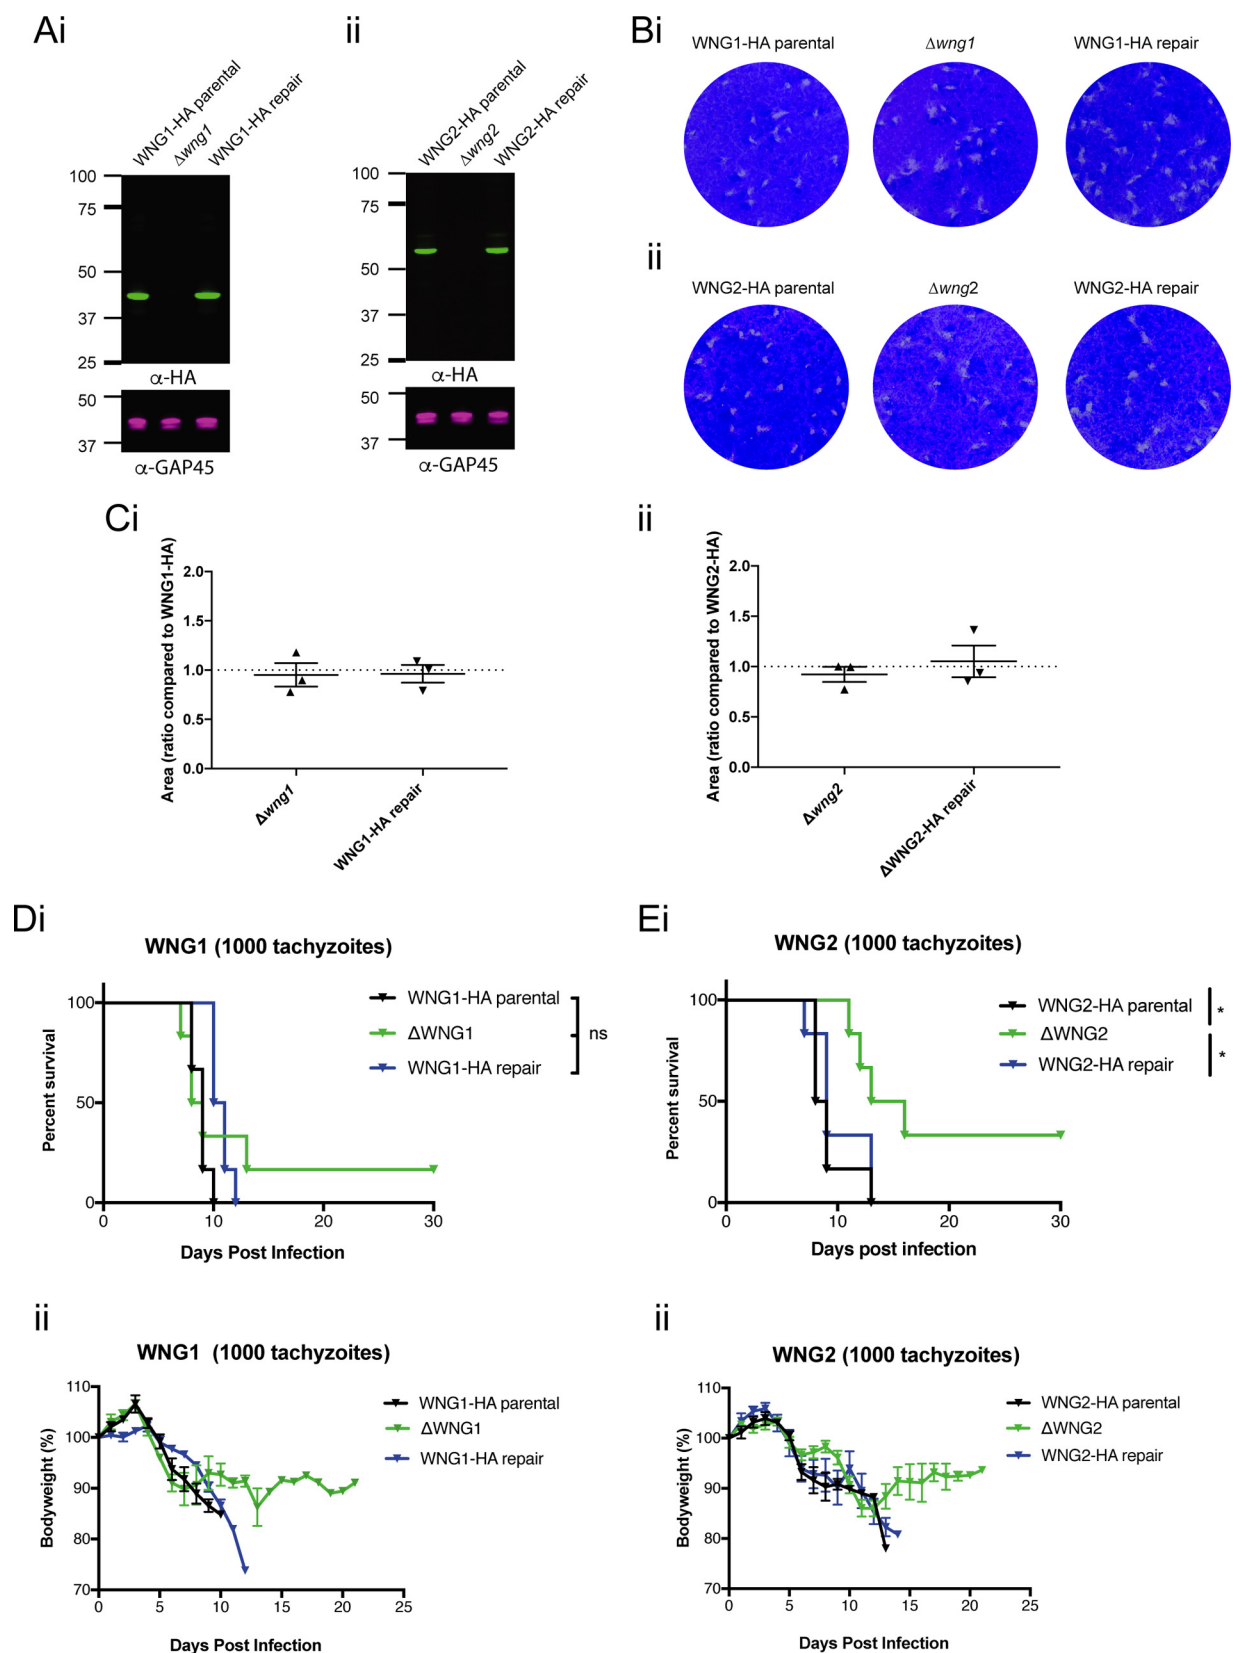 Ai
ii
WNG1-HA parental
Δwng1
WNG1-HA repair
100
75
50
37
25
α-HA
50
37
α-GAP45
WNG2-HA parental
Δwng2
WNG2-HA repair
100
75
50
37
25
α-HA
50
37
α-GAP45
Bi
WNG1-HA parental
Δwng1
WNG1-HA repair
ii
WNG2-HA parental
Δwng2
WNG2-HA repair
Ci
Area (ratio compared to WNG1-HA)
2.0
1.5
1.0
0.5
0.0
Δwng1
WNG1-HA repair
ii
Area (ratio compared to WNG2-HA)
2.0
1.5
1.0
0.5
0.0
Δwng2
ΔWNG2-HA repair
Di
WNG1 (1000 tachyzoites)
Percent survival
100
50
0
0 10 20 30
Days Post Infection
WNG1-HA parental
ΔWNG1
WNG1-HA repair
ns
Ei
WNG2 (1000 tachyzoites)
Percent survival
100
50
0
0 10 20 30
Days post infection
WNG2-HA parental
ΔWNG2
WNG2-HA repair
*
*
ii
WNG1 (1000 tachyzoites)
Bodyweight (%)
110
100
90
80
70
0 5 10 15 20 25
Days Post Infection
WNG1-HA parental
ΔWNG1
WNG1-HA repair
ii
WNG2 (1000 tachyzoites)
Bodyweight (%)
110
100
90
80
70
0 5 10 15 20 25
Days Post Infection
WNG2-HA parental
ΔWNG2
WNG2-HA repair